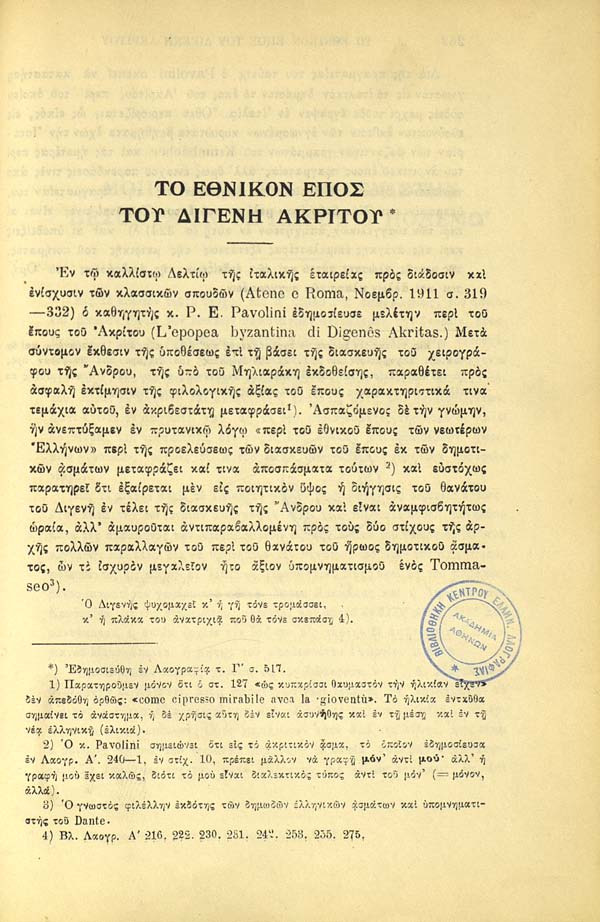 ΤΟ ΕΘΝΙΚΟΝ ΕΠΟΣ
ΤΟΥ ΔΙΓΕΝΗ ΑΚΡΙΤΟΥ *
Ἐν τῷ καλλίστῳ Δελτίῳ τῆς ἰταλικῆς ἑταιρείας πρὸς διάδοσιν καὶ
ἐνίσχυσιν τῶν κλασσικῶν σπουδῶν (Atene e Roma, Νοεμβρ. 1911 σ. 319
—332) ὁ καθηγητὴς κ. P. E. Pavolini ἐδημοσίευσε μελέτην περὶ τοῦ
ἔπους τοῦ Ἀκρίτου (L'epopea byzantina di Digenês Akritas.) Μετὰ
σύντομον ἔκθεσιν τῆς ὑποθέσεως ἐπὶ τῇ βάσει τῆς διασκευῆς τοῦ χειρογρά-
φου τῆς Ἄνδρου, τῆς ὑπὸ τοῦ Μηλιαράκη ἐκδοθείσης, παραθέτει πρὸς
ἀσφαλῆ ἐκτίμησιν τῆς φιλολογικῆς ἀξίας τοῦ ἔπους χαρακτηριστικά τινα
τεμάχια αὐτοῦ, ἐν ἀκριβεστάτῃ μεταφράσει¹). Ἀσπαζόμενος δὲ τὴν γνώμην,
ἣν ἀνεπτύξαμεν ἐν πρυτανικῷ λόγῳ «περὶ τοῦ ἐθνικοῦ ἔπους τῶν νεωτέρων
Ἑλλήνων» περὶ τῆς προελεύσεως τῶν διασκευῶν τοῦ ἔπους ἐκ τῶν δημοτι-
κῶν ᾀσμάτων μεταφράζει καί τινα ἀποσπάσματα τούτων ²) καὶ εὐστόχως
παρατηρεῖ ὅτι ἐξαίρεται μὲν εἰς ποιητικὸν ὕψος ἡ διήγησις τοῦ θανάτου
τοῦ Διγενῆ ἐν τέλει τῆς διασκευῆς τῆς Ἄνδρου καὶ εἶναι ἀναμφισβητήτως
ὡραία, ἀλλ' ἀμαυροῦται ἀντιπαραβαλλομένη πρὸς τοὺς δύο στίχους τῆς ἀρ-
χῆς πολλῶν παραλλαγῶν τοῦ περὶ τοῦ θανάτου τοῦ ἥρωος δημοτικοῦ ᾄσμα-
τος, ὧν τὸ ἰσχυρὸν μεγαλεῖον ἦτο ἄξιον ὑπομνηματισμοῦ ἑνὸς Tomma-
seo³).
Ὁ Διγενὴς ψυχομαχεῖ κ' ἡ γῆ τόνε τρομάσσει,
κ' ἡ πλάκα του ἀνατριχιᾷ ποῦ θὰ τόνε σκεπάσῃ 4).
*) Ἐδημοσιεύθη ἐν Λαογραφίᾳ τ. Γ' σ. 517.
1) Παρατηροῦμεν μόνον ὅτι ὁ στ. 127 «ὡς κυπαρίσσι θαυμαστὸν τὴν ἡλικίαν εἶχεν»
δὲν ἀπεδόθη ὀρθῶς: «come cipresso mirabile avea la gioventù». Τὸ ἡλικία ἐνταῦθα
σημαίνει τὸ ἀνάστημα, ἡ δὲ χρῆσις αὕτη δὲν εἶναι ἀσυνήθης καὶ ἐν τῇ μέσῃ καὶ ἐν τῇ
νέᾳ ἑλληνικῇ (ἑλικιά).
2) Ὁ κ. Pavolini σημειώνει ὅτι εἰς τὸ ἀκριτικὸν ᾆσμα, τὸ ὁποῖον ἐδημοσίευσα
ἐν Λαογρ. Α'. 240—1, ἐν στίχ. 10, πρέπει μᾶλλον νὰ γραφῇ μόν' ἀντὶ μού· ἀλλ' ἡ
γραφὴ μοὺ ἔχει καλῶς, διότι τὸ μοὺ εἶναι διαλεκτικὸς τύπος ἀντὶ τοῦ μόν' (= μόνον,
ἀλλά).
3) Ὁ γνωστὸς φιλέλλην ἐκδότης τῶν δημωδῶν ἑλληνικῶν ᾀσμάτων καὶ ὑπομνηματι-
στὴς τοῦ Dante.
4) Βλ. Λαογρ. Α' 216. 222. 230. 231. 242. 253. 255. 275.
ΒΙΒΛΙΟΘΗΚΗ ΚΕΝΤΡΟΥ ΕΛΛΗΝ. ΛΑΟΓΡΑΦΙΑΣ
ΑΚΑΔΗΜΙΑ
ΑΘΗΝΩΝ